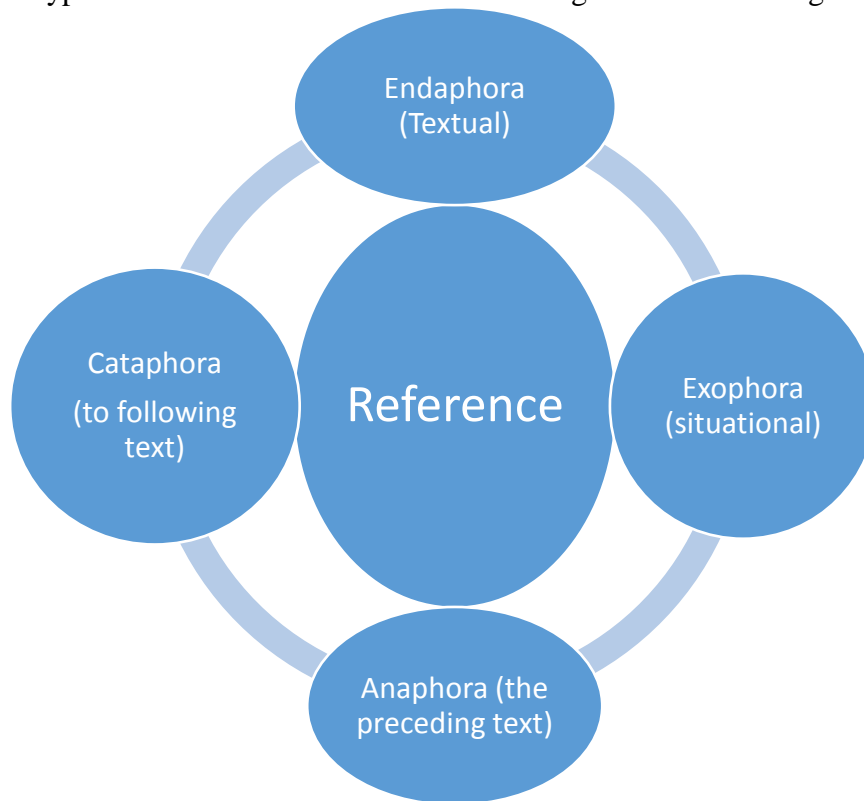 Endaphora
(Textual)
Cataphora
(to following
text)
Reference
Exophora
(situational)
Anaphora (the
preceding text)